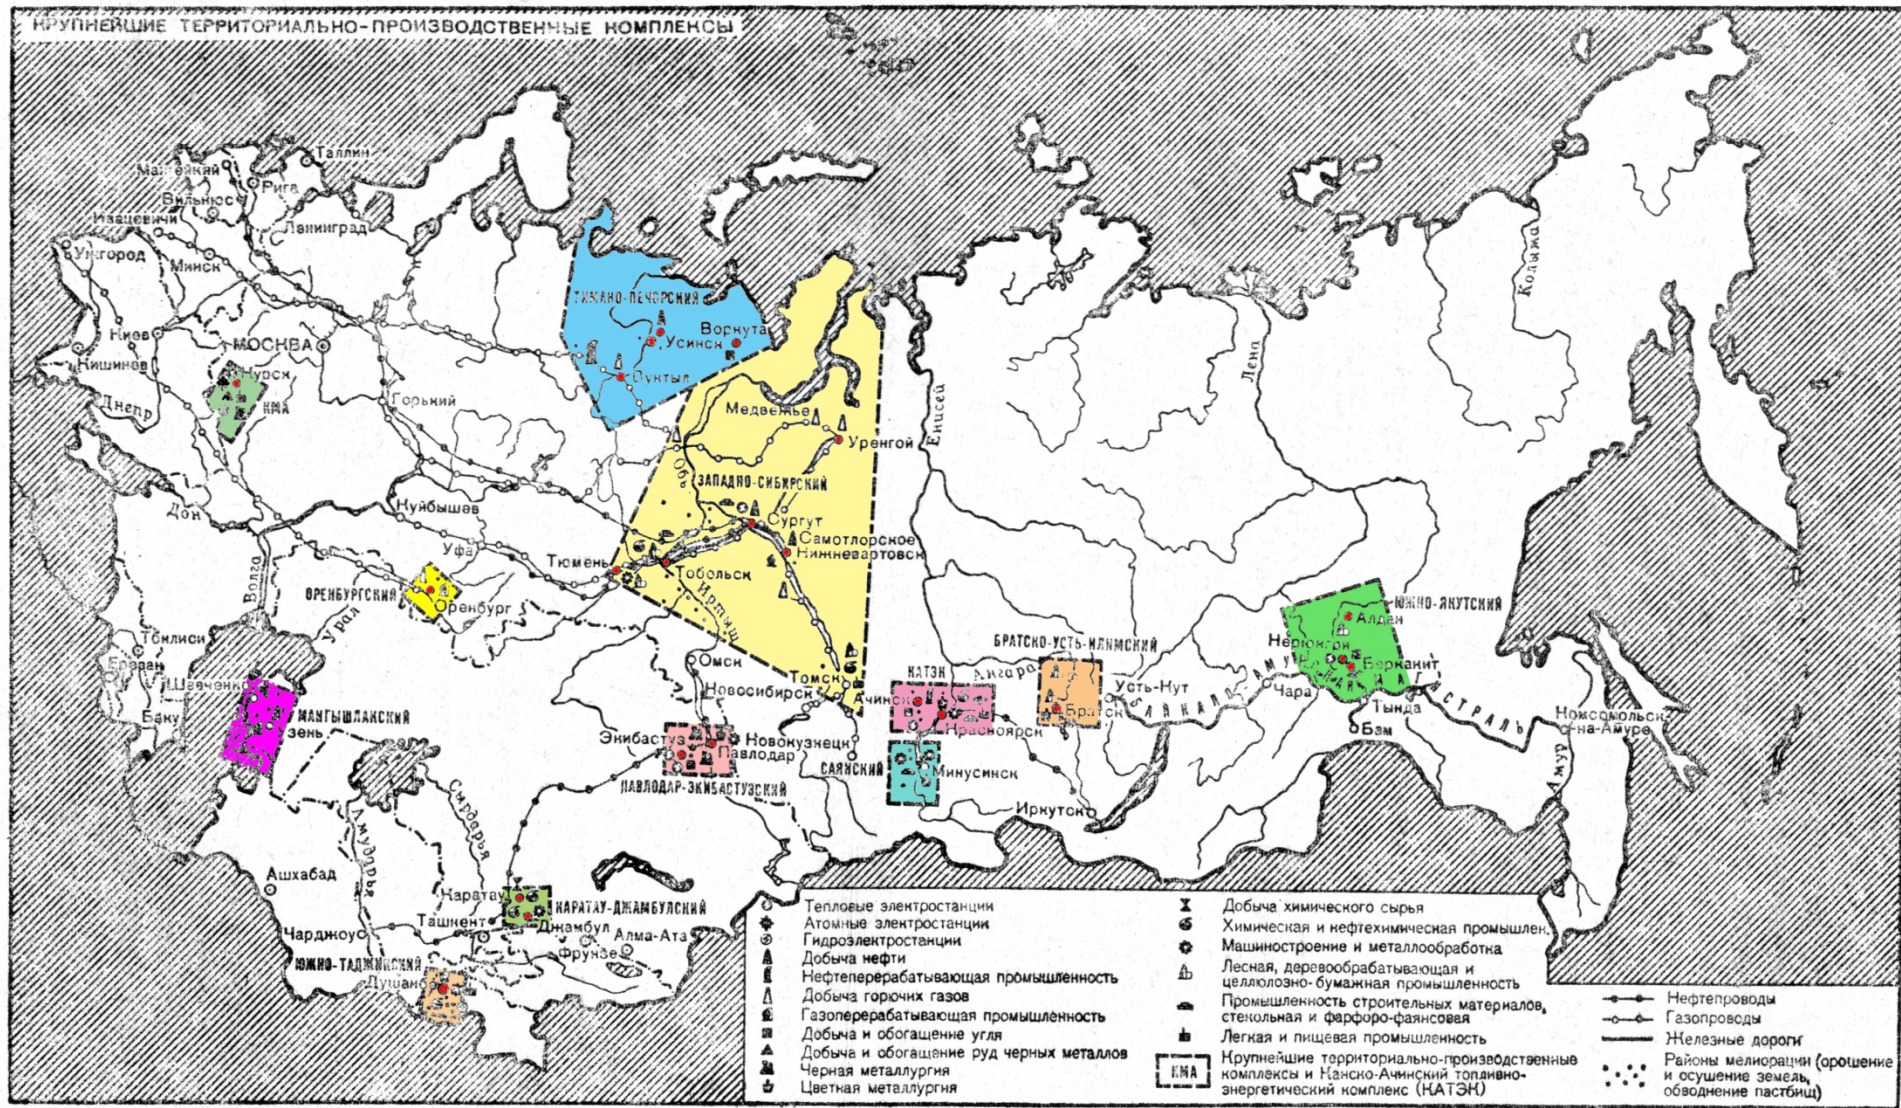 КРУПНЕЙШИЕ ТЕРРИТОРИАЛЬНО-ПРОИЗВОДСТВЕННЫЕ КОМПЛЕКСЫ
Таллин
Мажейкяй
Рига
Вильнюс
Ивацевичи
Ленинград
Ужгород
Минск
Киев
МОСКВА
Кишинев
Курск
КМА
Днепр
Горький
ТИМАНО-ПЕЧОРСКИЙ
Воркута
Усинск
Вуктыл
Медвежье
Уренгой
Обь
ЗАПАДНО-СИБИРСКИЙ
Сургут
Самотлорское
Нижневартовск
Тюмень
Тобольск
Иртыш
Енисей
Лена
Колыма
Дон
Куйбышев
Уфа
Волга
Урал
ОРЕНБУРГСКИЙ
Оренбург
Тбилиси
Ереван
Баку
Шевченко
МАНГЫШЛАКСКИЙ
зень
Омск
Новосибирск
Томск
Ачинск
КАТЭК
Красноярск
Ангара
БРАТСКО-УСТЬ-ИЛИМСКИЙ
Усть-Кут
Братск
БАЙКАЛО-АМУРСКАЯ МАГИСТРАЛЬ
ЮЖНО-ЯКУТСКИЙ
Алдан
Нерюнгри
Беркакит
Чара
Тында
Бам
Комсомольск-
-на-Амуре
Амур
Экибастуз
Павлодар
Новокузнецк
ПАВЛОДАР-ЭКИБАСТУЗСКИЙ
САЯНСКИЙ
Минусинск
Иркутск
Сырдарья
Амударья
Ашхабад
Чарджоу
Каратау
КАРАТАУ-ДЖАМБУЛСКИЙ
Ташкент
Джамбул
Алма-Ата
Фрунзе
ЮЖНО-ТАДЖИКСКИЙ
Душанбе
Тепловые электростанции
Атомные электростанции
Гидроэлектростанции
Добыча нефти
Нефтеперерабатывающая промышленность
Добыча горючих газов
Газоперерабатывающая промышленность
Добыча и обогащение угля
Добыча и обогащение руд черных металлов
Черная металлургия
Цветная металлургия
Добыча химического сырья
Химическая и нефтехимическая промышлен.
Машиностроение и металлообработка
Лесная, деревообрабатывающая и
целлюлозно-бумажная промышленность
Промышленность строительных материалов,
стекольная и фарфоро-фаянсовая
Легкая и пищевая промышленность
КМА
Крупнейшие территориально-производственные
комплексы и Канско-Ачинский топливно-
энергетический комплекс (КАТЭК)
Нефтепроводы
Газопроводы
Железные дороги
Районы мелиорации (орошение
и осушение земель,
обводнение пастбищ)